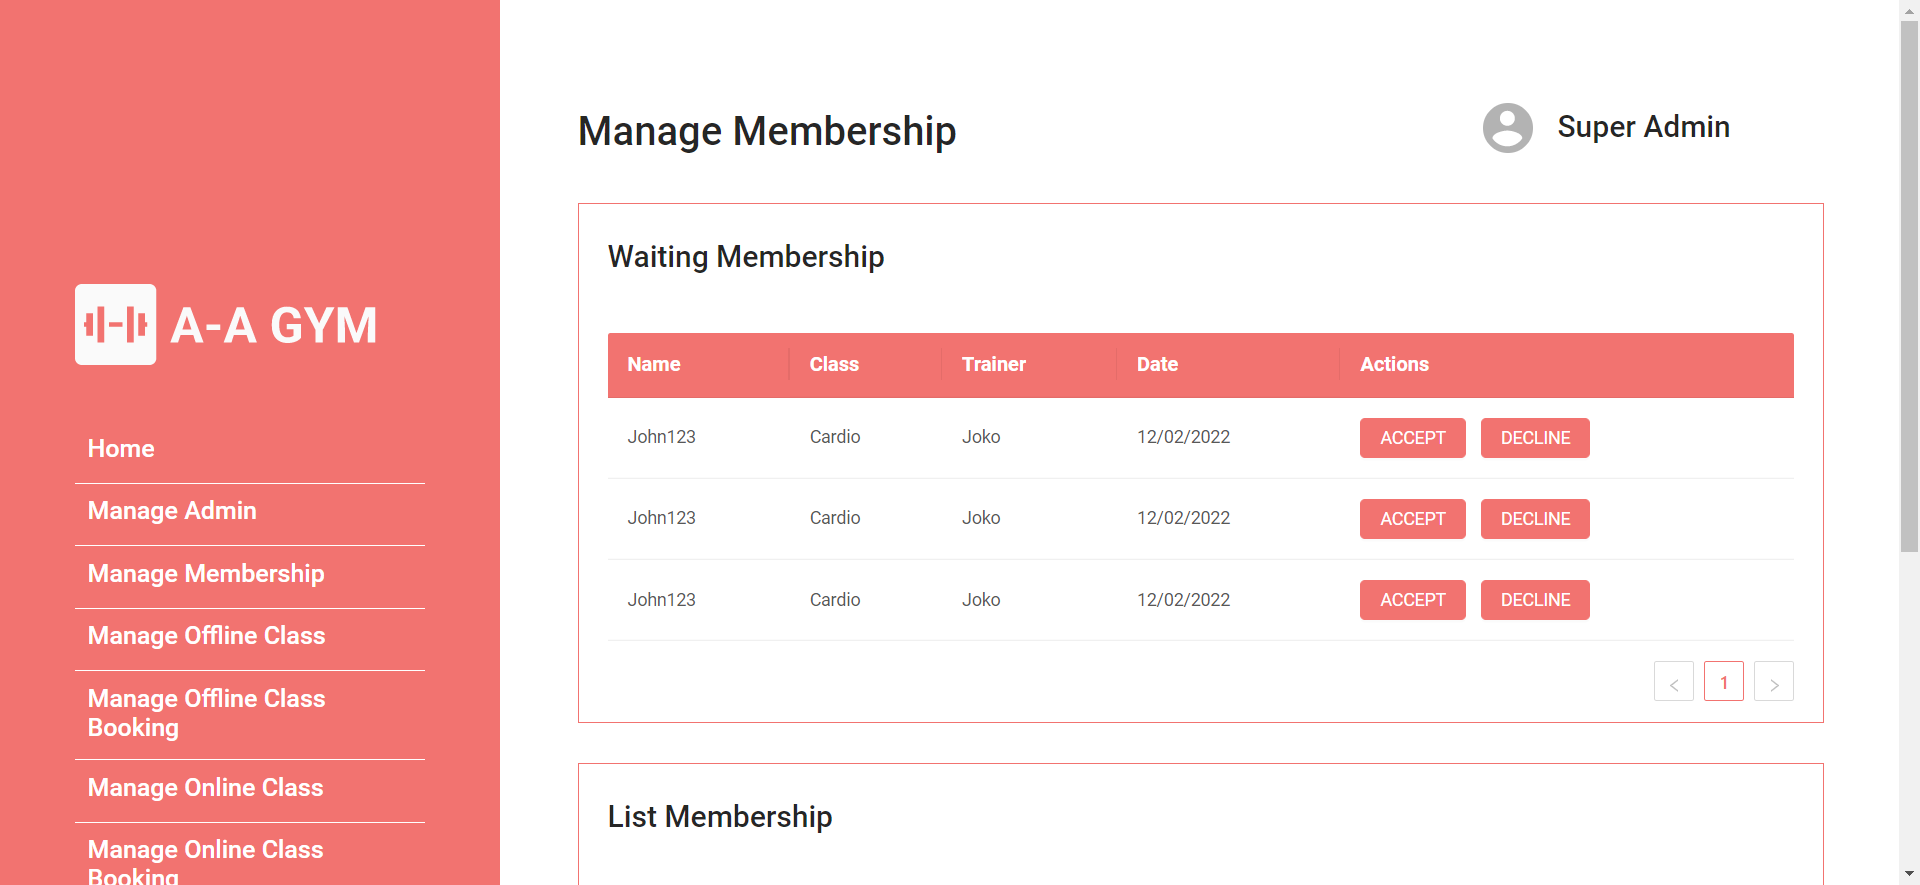 A-A GYM
Home
Manage Admin
Manage Membership
Manage Offline Class
Manage Offline Class
Booking
Manage Online Class
Manage Online Class
Booking
Manage Membership
Super Admin
Waiting Membership
Name Class Trainer Date Actions
John123 Cardio Joko 12/02/2022 ACCEPT DECLINE
John123 Cardio Joko 12/02/2022 ACCEPT DECLINE
John123 Cardio Joko 12/02/2022 ACCEPT DECLINE
< 1 >
List Membership